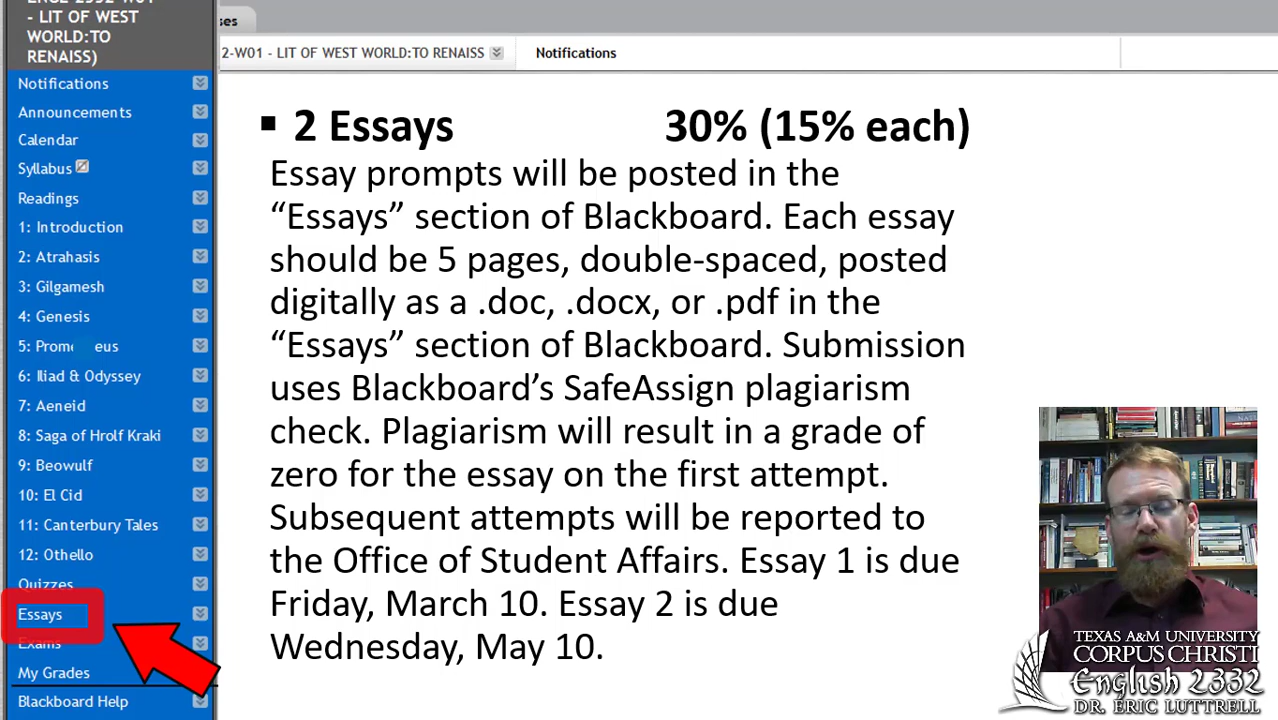 - LIT OF WEST
WORLD:TO
RENAISS)
Notifications
Announcements
Calendar
Syllabus
Readings
1: Introduction
2: Atrahasis
3: Gilgamesh
4: Genesis
5: Prom eus
6: Iliad & Odyssey
7: Aeneid
8: Saga of Hrolf Kraki
9: Beowulf
10: El Cid
11: Canterbury Tales
12: Othello
Quizzes
Essays
Exams
My Grades
Blackboard Help
ses
2-W01 - LIT OF WEST WORLD:TO RENAISS
Notifications
▪ 2 Essays 30% (15% each)
Essay prompts will be posted in the
“Essays” section of Blackboard. Each essay
should be 5 pages, double-spaced, posted
digitally as a .doc, .docx, or .pdf in the
“Essays” section of Blackboard. Submission
uses Blackboard’s SafeAssign plagiarism
check. Plagiarism will result in a grade of
zero for the essay on the first attempt.
Subsequent attempts will be reported to
the Office of Student Affairs. Essay 1 is due
Friday, March 10. Essay 2 is due
Wednesday, May 10.
TEXAS A&M UNIVERSITY
CORPUS CHRISTI
English 2332
DR. ERIC LUTTRELL